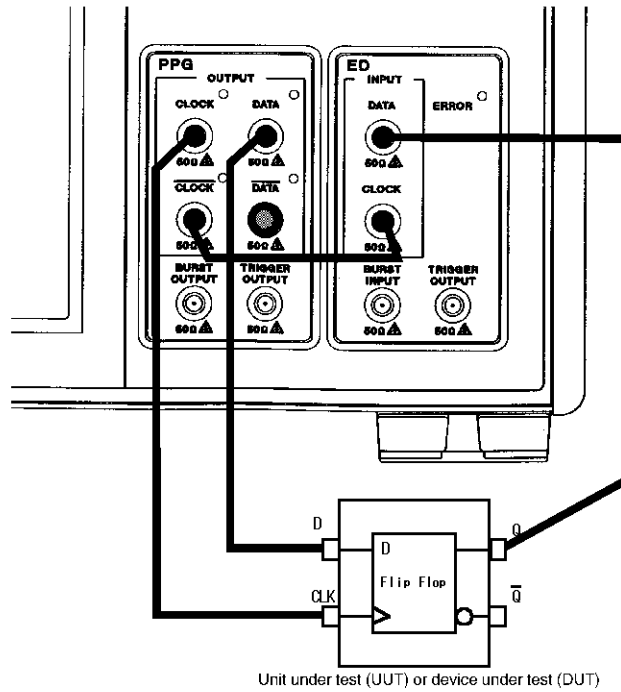 PPG
OUTPUT
CLOCK DATA
50Ω 50Ω
CLOCK DATA
50Ω 50Ω
BURST OUTPUT TRIGGER OUTPUT
50Ω 50Ω
ED
INPUT
DATA ERROR
50Ω
CLOCK
50Ω
BURST INPUT TRIGGER OUTPUT
50Ω 50Ω
D Q
D
Flip Flop
CLK Q̅
Unit under test (UUT) or device under test (DUT)